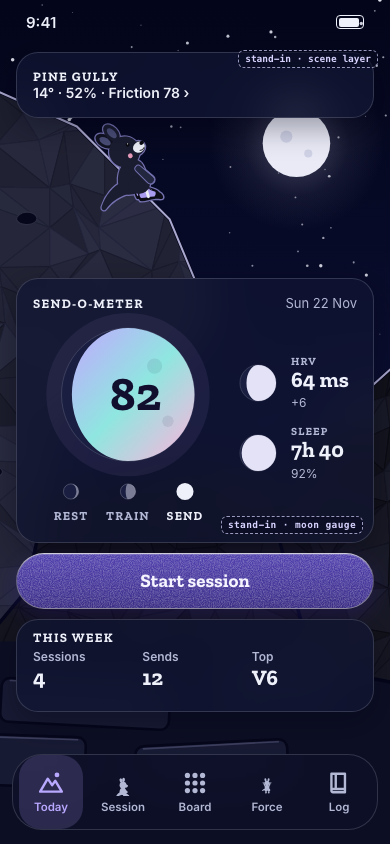 9:41
stand-in · scene layer
PINE GULLY
14° · 52% · Friction 78 ›
SEND-O-METER
Sun 22 Nov
82
HRV
64 ms
+6
SLEEP
7h 40
92%
REST TRAIN SEND
stand-in · moon gauge
Start session
THIS WEEK
Sessions Sends Top
4 12 V6
Today Session Board Force Log